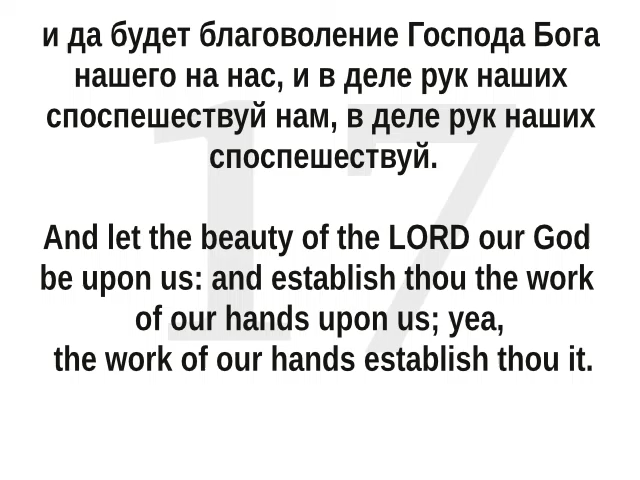 и да будет благоволение Господа Бога
нашего на нас, и в деле рук наших
споспешествуй нам, в деле рук наших
споспешествуй.
And let the beauty of the LORD our God
be upon us: and establish thou the work
of our hands upon us; yea,
the work of our hands establish thou it.
17